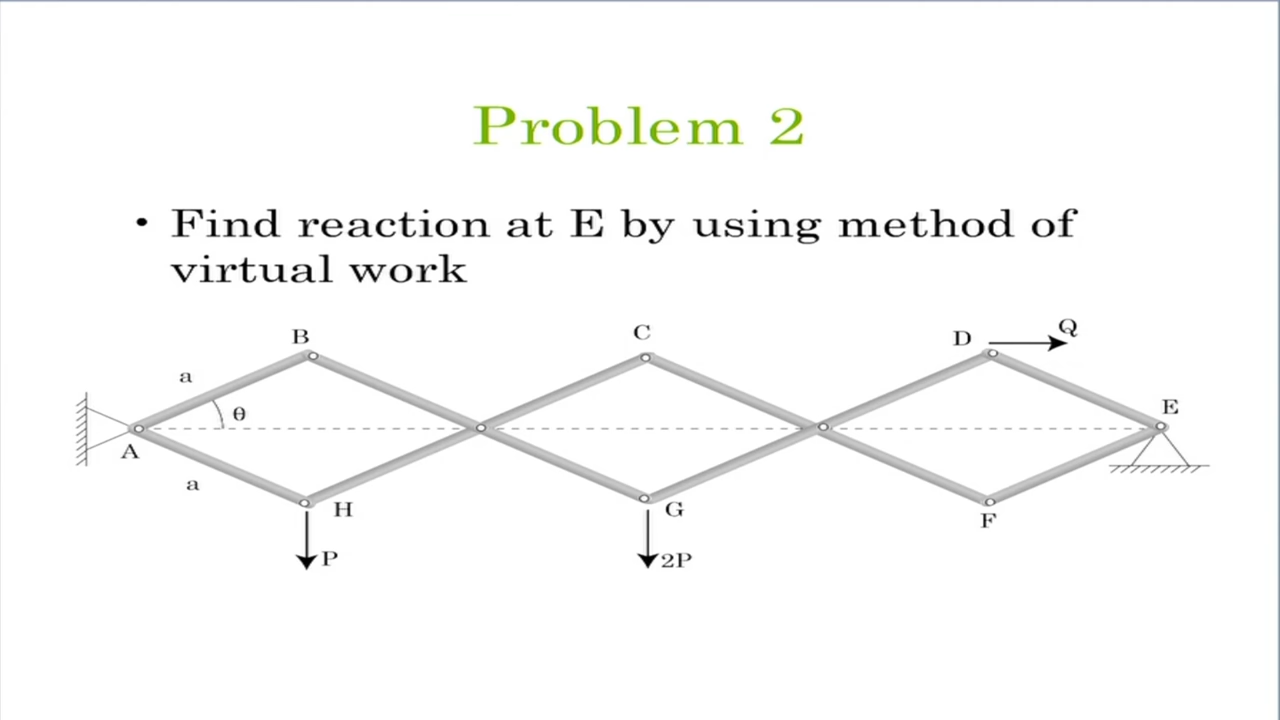 Problem 2
• Find reaction at E by using method of
virtual work
B
C
D
Q
a
θ
E
A
a
H
G
F
P
2P